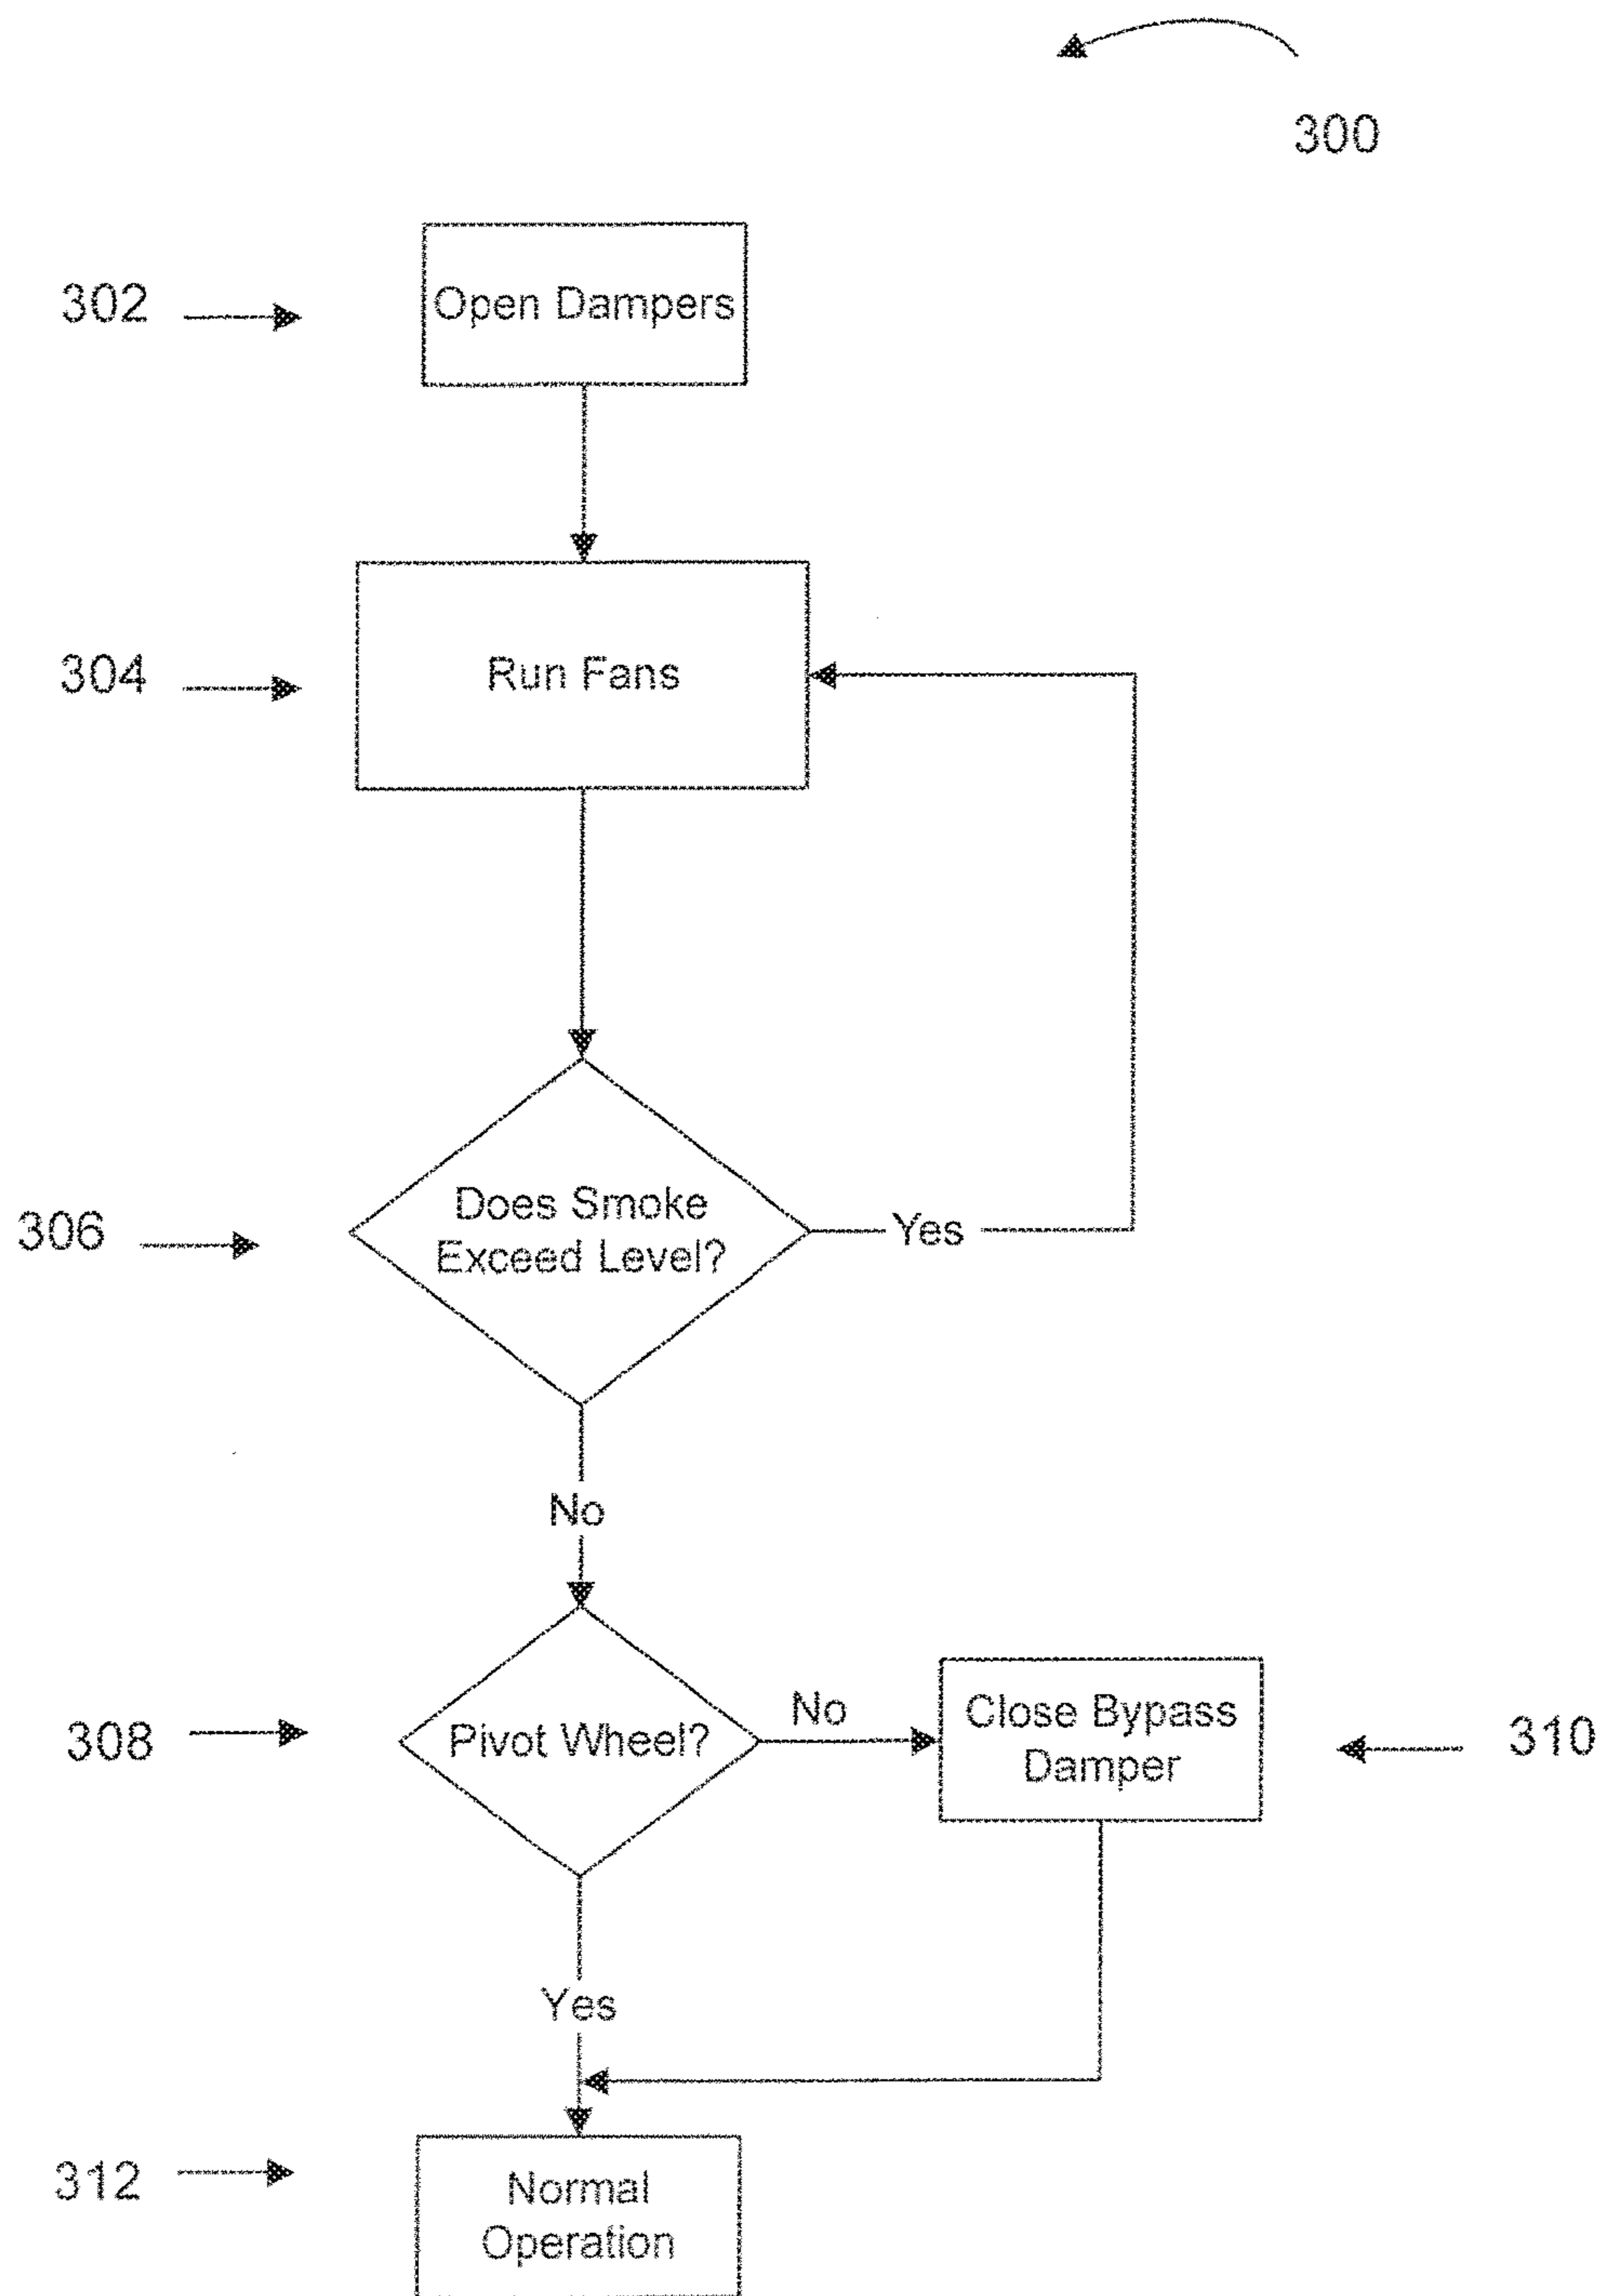 300
302
Open Dampers
304
Run Fans
306
Does Smoke
Exceed Level?
Yes
No
308
Pivot Wheel?
No
Close Bypass
Damper
310
Yes
312
Normal
Operation